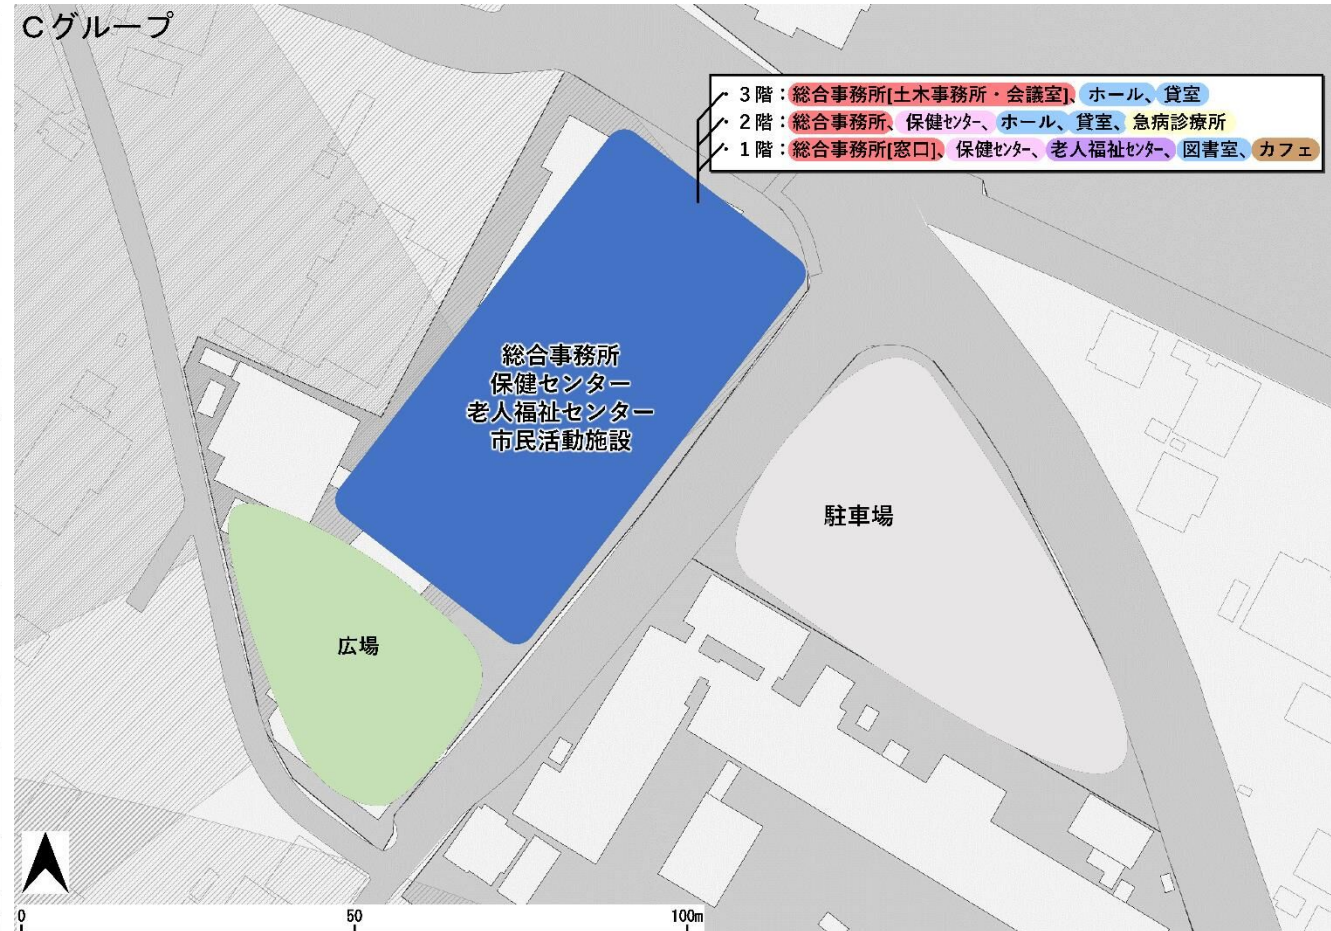 Cグループ
・3階：総合事務所[土木事務所・会議室]、ホール、貸室
・2階：総合事務所、保健センター、ホール、貸室、急病診療所
・1階：総合事務所[窓口]、保健センター、老人福祉センター、図書室、カフェ
総合事務所
保健センター
老人福祉センター
市民活動施設
駐車場
広場
0 50 100m